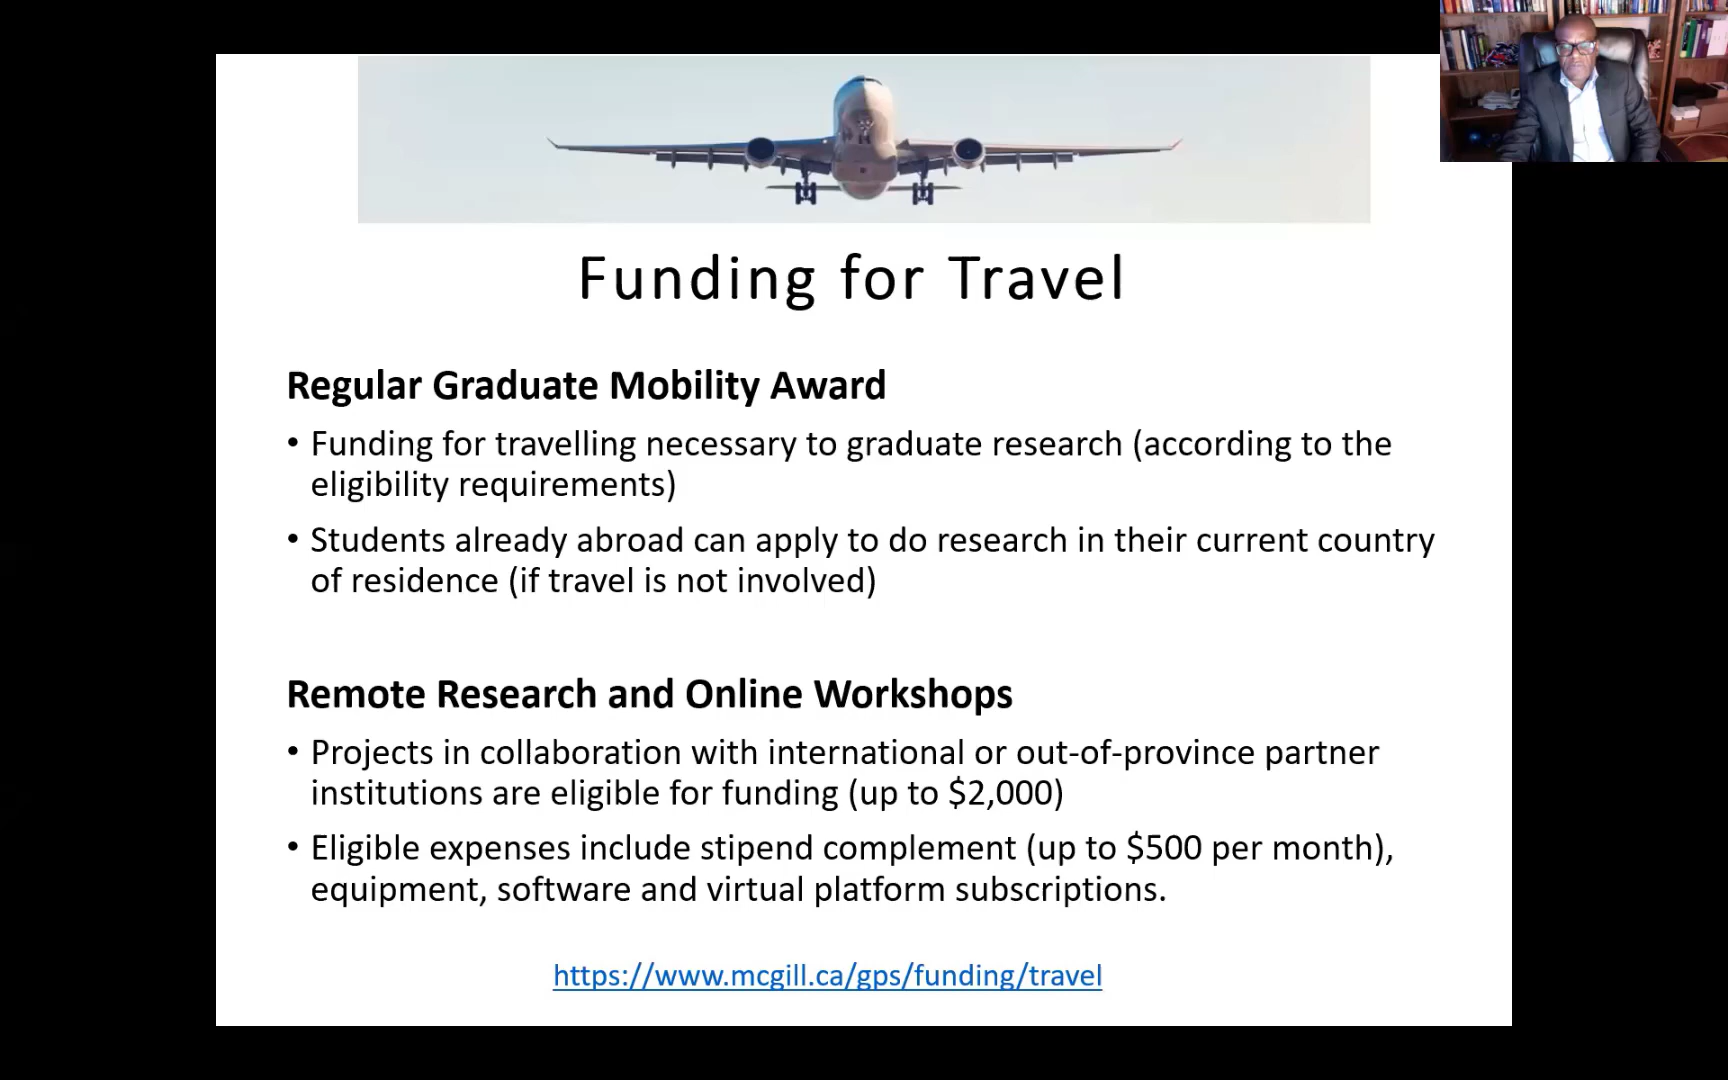 Funding for Travel
Regular Graduate Mobility Award
• Funding for travelling necessary to graduate research (according to the
eligibility requirements)
• Students already abroad can apply to do research in their current country
of residence (if travel is not involved)
Remote Research and Online Workshops
• Projects in collaboration with international or out-of-province partner
institutions are eligible for funding (up to $2,000)
• Eligible expenses include stipend complement (up to $500 per month),
equipment, software and virtual platform subscriptions.
https://www.mcgill.ca/gps/funding/travel